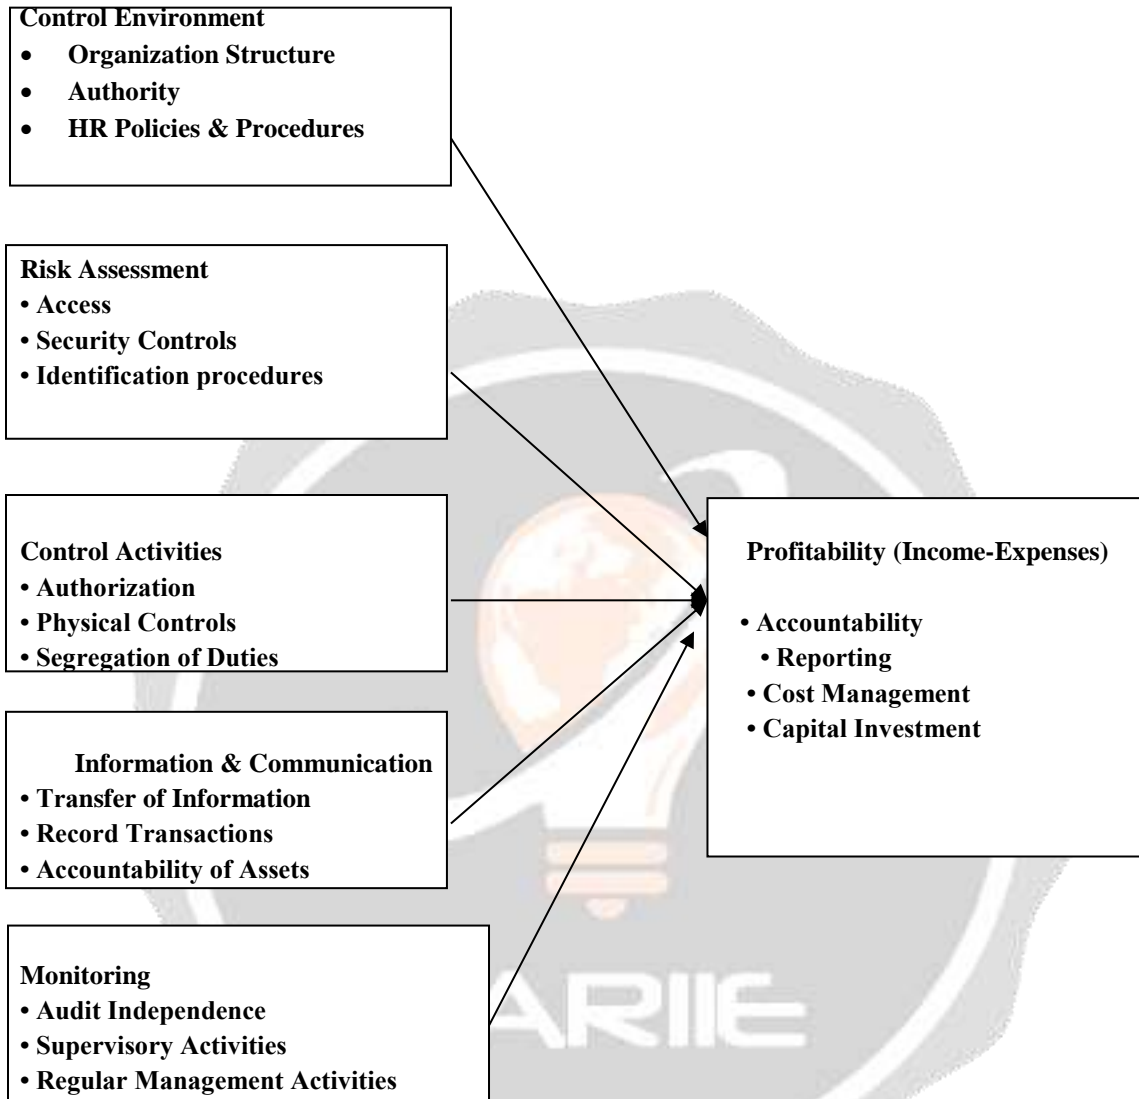 Control Environment
• Organization Structure
• Authority
• HR Policies & Procedures
Risk Assessment
• Access
• Security Controls
• Identification procedures
Control Activities
• Authorization
• Physical Controls
• Segregation of Duties
Information & Communication
• Transfer of Information
• Record Transactions
• Accountability of Assets
Monitoring
• Audit Independence
• Supervisory Activities
• Regular Management Activities
Profitability (Income-Expenses)
• Accountability
• Reporting
• Cost Management
• Capital Investment
ARIIE